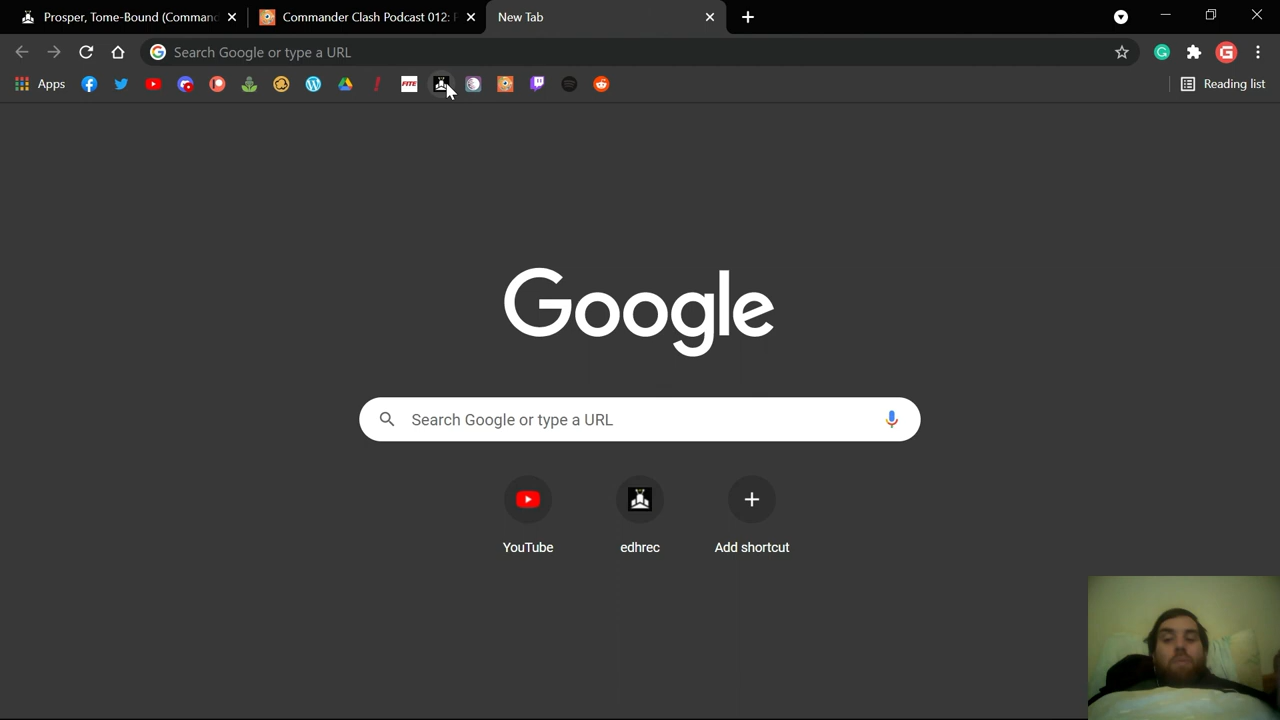 Prosper, Tome-Bound (Comman
Commander Clash Podcast 012:
New Tab
Search Google or type a URL
Apps
FITE
Reading list
Google
Search Google or type a URL
YouTube
edhrec
Add shortcut